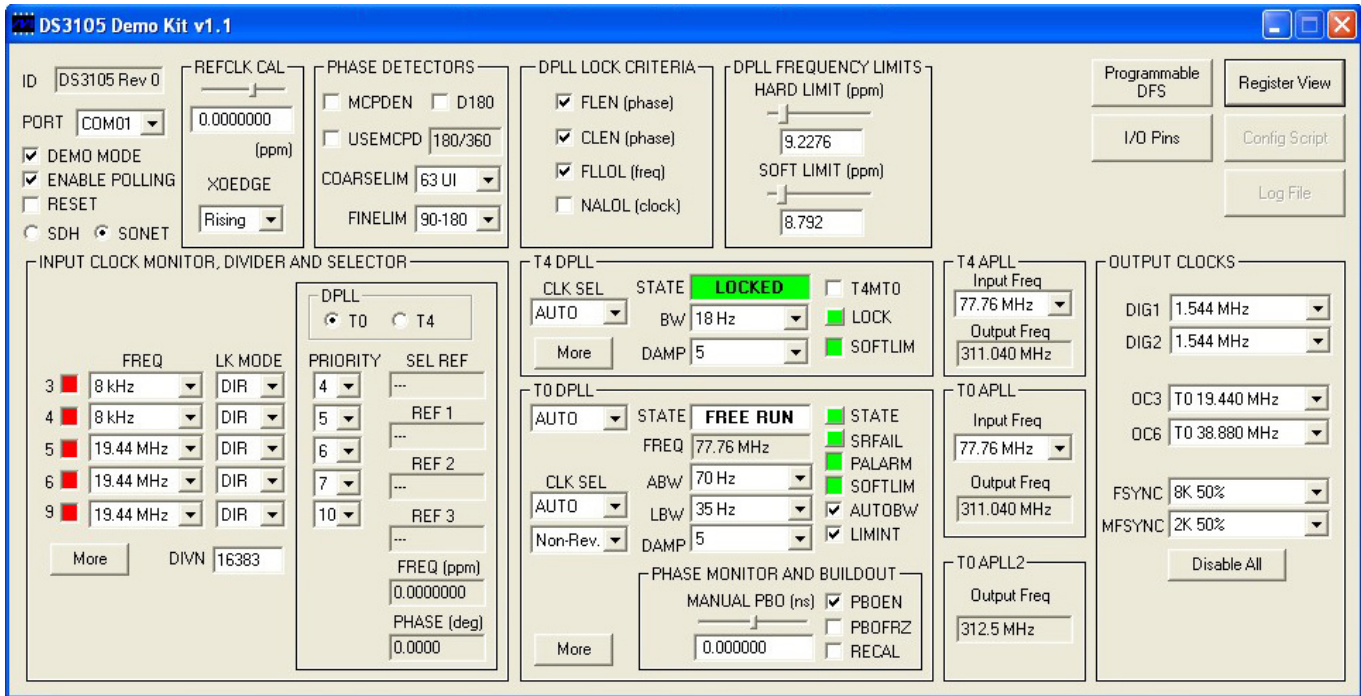 DS3105 Demo Kit v1.1
ID DS3105 Rev 0
PORT COM01
DEMO MODE
ENABLE POLLING
RESET
SDH SONET
REFCLK CAL
0.0000000
(ppm)
XOEDGE
Rising
PHASE DETECTORS
MCPDEN D180
USEMCPD 180/360
COARSELIM 63 UI
FINELIM 90-180
DPLL LOCK CRITERIA
FLEN (phase)
CLEN (phase)
FLLOL (freq)
NALOL (clock)
DPLL FREQUENCY LIMITS
HARD LIMIT (ppm)
9.2276
SOFT LIMIT (ppm)
8.792
Programmable
DFS
Register View
I/O Pins
Config Script
Log File
INPUT CLOCK MONITOR, DIVIDER AND SELECTOR
FREQ LK MODE
3 8 kHz DIR
4 8 kHz DIR
5 19.44 MHz DIR
6 19.44 MHz DIR
9 19.44 MHz DIR
More DIVN 16383
DPLL
T0 T4
PRIORITY SEL REF
4 ---
5 REF 1
---
6 REF 2
7 ---
10 REF 3
---
FREQ (ppm)
0.0000000
PHASE (deg)
0.0000
T4 DPLL
CLK SEL STATE LOCKED T4MT0
AUTO BW 18 Hz LOCK
More DAMP 5 SOFTLIM
T0 DPLL
AUTO STATE FREE RUN STATE
FREQ 77.76 MHz SRFAIL
PALARM
CLK SEL ABW 70 Hz SOFTLIM
AUTO LBW 35 Hz AUTOBW
Non-Rev. DAMP 5 LIMINT
PHASE MONITOR AND BUILDOUT
MANUAL PBO (ns) PBOEN
PBOFRZ
More 0.000000 RECAL
T4 APLL
Input Freq
77.76 MHz
Output Freq
311.040 MHz
T0 APLL
Input Freq
77.76 MHz
Output Freq
311.040 MHz
T0 APLL2
Output Freq
312.5 MHz
OUTPUT CLOCKS
DIG1 1.544 MHz
DIG2 1.544 MHz
OC3 T0 19.440 MHz
OC6 T0 38.880 MHz
FSYNC 8K 50%
MFSYNC 2K 50%
Disable All